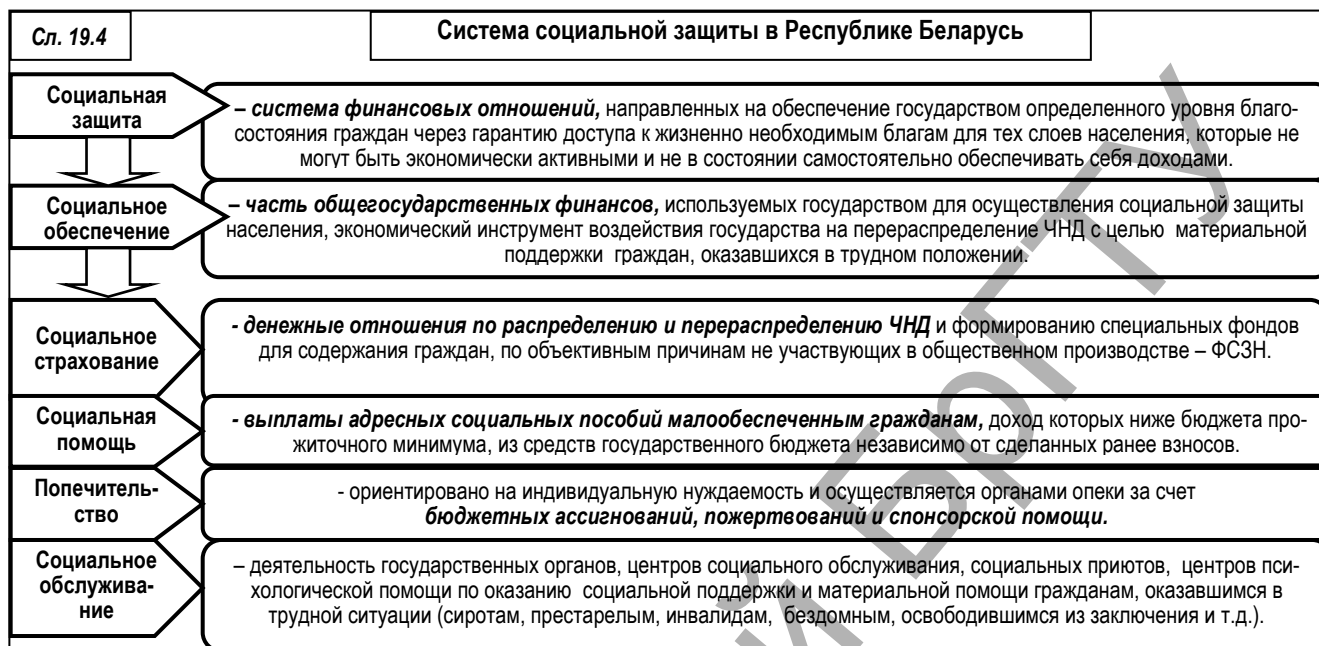 Сл. 19.4
Система социальной защиты в Республике Беларусь
Социальная
защита
– система финансовых отношений, направленных на обеспечение государством определенного уровня благо-
состояния граждан через гарантию доступа к жизненно необходимым благам для тех слоев населения, которые не
могут быть экономически активными и не в состоянии самостоятельно обеспечивать себя доходами.
Социальное
обеспечение
– часть общегосударственных финансов, используемых государством для осуществления социальной защиты
населения, экономический инструмент воздействия государства на перераспределение ЧНД с целью материальной
поддержки граждан, оказавшихся в трудном положении.
Социальное
страхование
- денежные отношения по распределению и перераспределению ЧНД и формированию специальных фондов
для содержания граждан, по объективным причинам не участвующих в общественном производстве – ФСЗН.
Социальная
помощь
- выплаты адресных социальных пособий малообеспеченным гражданам, доход которых ниже бюджета про-
житочного минимума, из средств государственного бюджета независимо от сделанных ранее взносов.
Попечитель-
ство
- ориентировано на индивидуальную нуждаемость и осуществляется органами опеки за счет
бюджетных ассигнований, пожертвований и спонсорской помощи.
Социальное
обслужива-
ние
– деятельность государственных органов, центров социального обслуживания, социальных приютов, центров пси-
хологической помощи по оказанию социальной поддержки и материальной помощи гражданам, оказавшимся в
трудной ситуации (сиротам, престарелым, инвалидам, бездомным, освободившимся из заключения и т.д.).
й БрГТУ